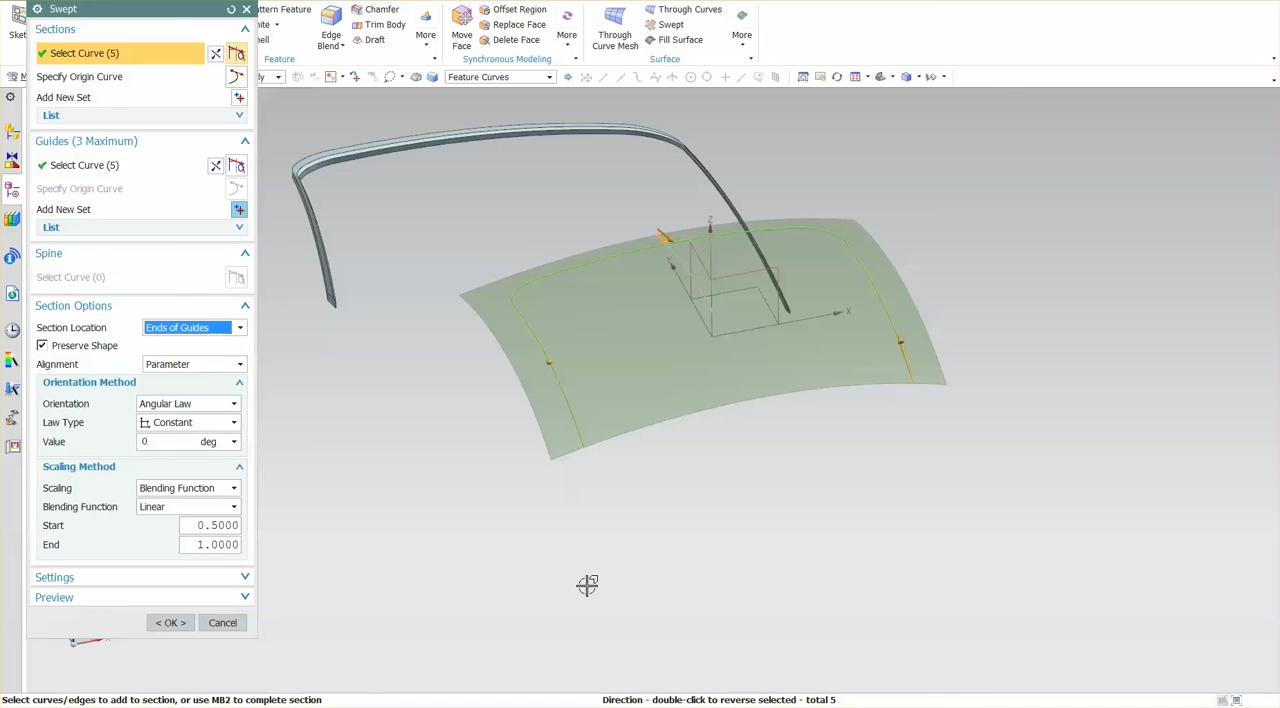 Swept
Sections
Select Curve (5)
Specify Origin Curve
Add New Set
List
Guides (3 Maximum)
Select Curve (5)
Specify Origin Curve
Add New Set
List
Spine
Select Curve (0)
Section Options
Section Location
Ends of Guides
Preserve Shape
Alignment
Parameter
Orientation Method
Orientation
Angular Law
Law Type
Constant
Value
0
deg
Scaling Method
Scaling
Blending Function
Blending Function
Linear
Start
0.5000
End
1.0000
Settings
Preview
< OK >
Cancel
Sket
ttern Feature
ite
hell
Edge
Blend
Chamfer
Trim Body
Draft
More
Feature
Move
Face
Offset Region
Replace Face
Delete Face
More
Synchronous Modeling
Through
Curve Mesh
Through Curves
Swept
Fill Surface
More
Surface
M
ly
Feature Curves
Z
Y
X
Select curves/edges to add to section, or use MB2 to complete section
Direction - double-click to reverse selected - total 5